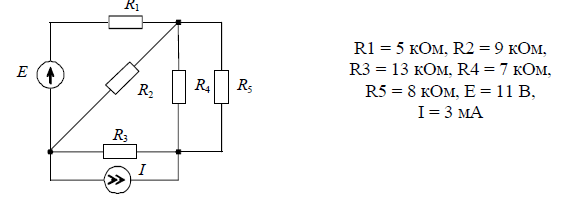 R1
E
R2
R4
R5
R3
I
R1 = 5 кОм, R2 = 9 кОм,
R3 = 13 кОм, R4 = 7 кОм,
R5 = 8 кОм, E = 11 В,
I = 3 мА